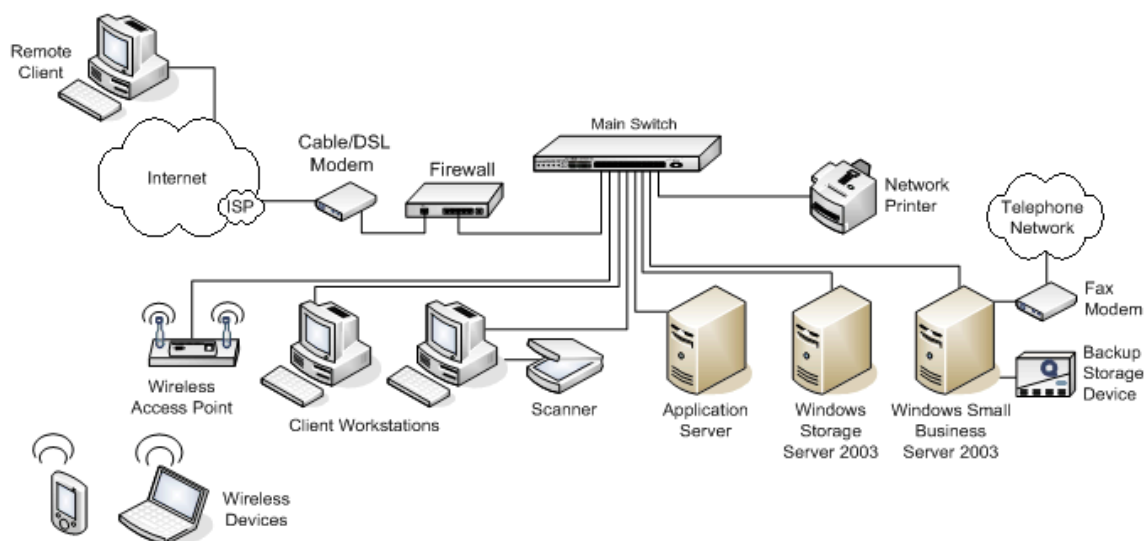 Remote
Client
Internet
ISP
Cable/DSL
Modem
Firewall
Main Switch
Network
Printer
Telephone
Network
Fax
Modem
Backup
Storage
Device
Wireless
Access Point
Client Workstations
Scanner
Application
Server
Windows
Storage
Server 2003
Windows Small
Business
Server 2003
Wireless
Devices